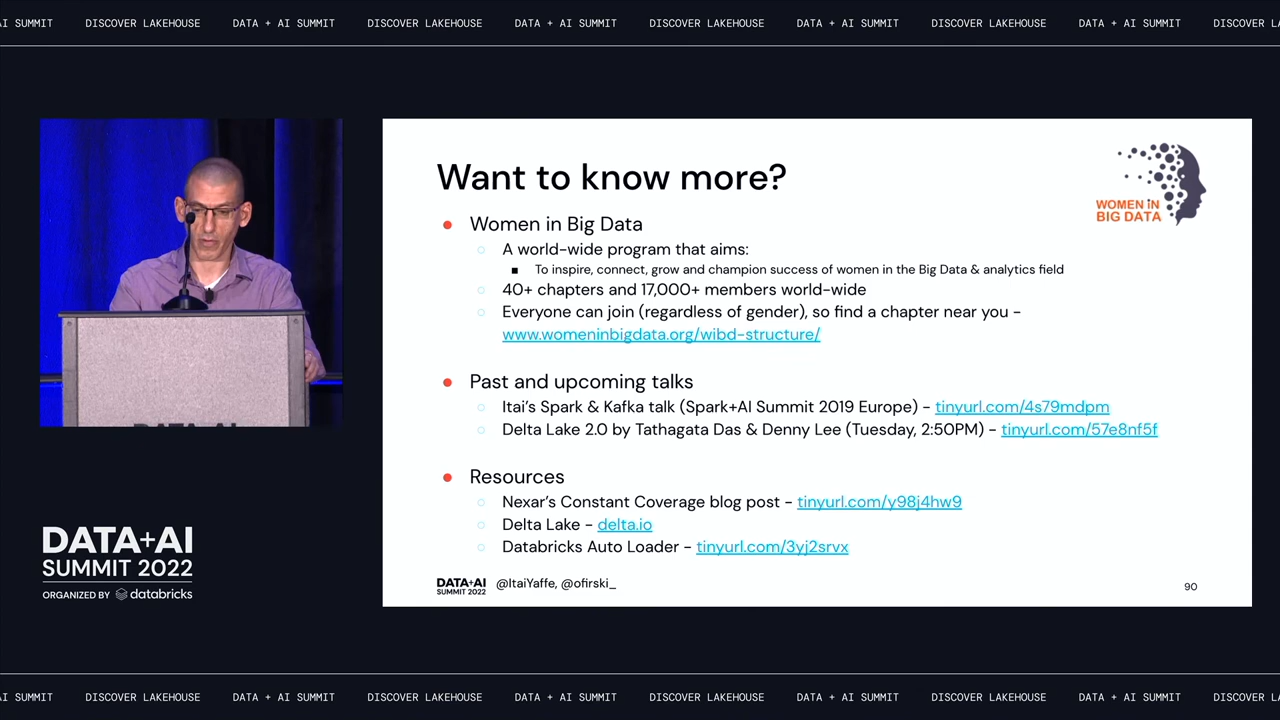 AI SUMMIT DISCOVER LAKEHOUSE DATA + AI SUMMIT DISCOVER LAKEHOUSE DATA + AI SUMMIT DISCOVER LAKEHOUSE DATA + AI SUMMIT DISCOVER LAKEHOUSE DATA + AI SUMMIT DISCOVER
Want to know more?
WOMEN IN
BIG DATA
Women in Big Data
A world-wide program that aims:
To inspire, connect, grow and champion success of women in the Big Data & analytics field
40+ chapters and 17,000+ members world-wide
Everyone can join (regardless of gender), so find a chapter near you –
www.womeninbigdata.org/wibd-structure/
Past and upcoming talks
Itai's Spark & Kafka talk (Spark+AI Summit 2019 Europe) – tinyurl.com/4s79mdpm
Delta Lake 2.0 by Tathagata Das & Denny Lee (Tuesday, 2:50PM) – tinyurl.com/57e8nf5f
Resources
Nexar's Constant Coverage blog post – tinyurl.com/y98j4hw9
Delta Lake – delta.io
Databricks Auto Loader – tinyurl.com/3yj2srvx
DATA+AI
SUMMIT 2022
@ItaiYaffe, @ofirski_
90
DATA+AI
SUMMIT 2022
ORGANIZED BY databricks
AI SUMMIT DISCOVER LAKEHOUSE DATA + AI SUMMIT DISCOVER LAKEHOUSE DATA + AI SUMMIT DISCOVER LAKEHOUSE DATA + AI SUMMIT DISCOVER LAKEHOUSE DATA + AI SUMMIT DISCOVER